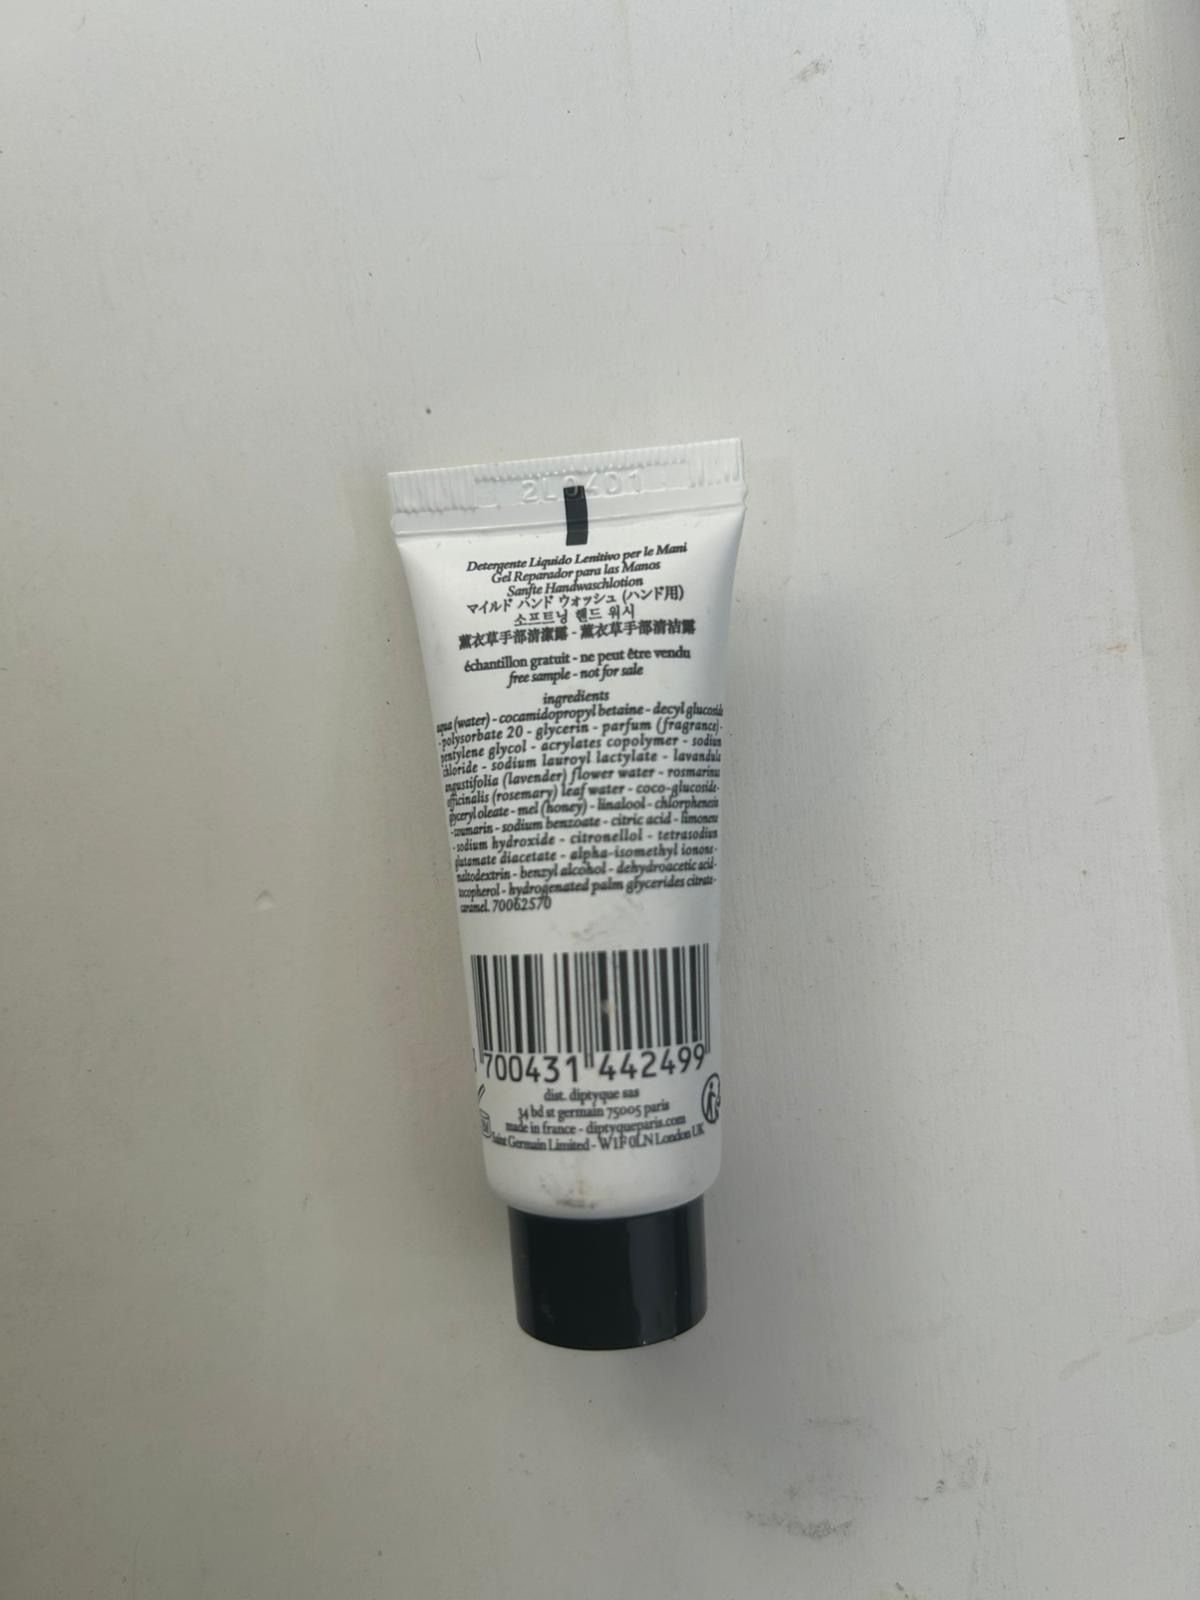 Detergente Liquido Lenitivo per le Mani
Gel Reparador para las Manos
Sanfte Handwaschlotion
マイルド ハンド ウォッシュ (ハンド用)
소프트닝 핸드 워시
薰衣草手部清潔露 - 薰衣草手部清洁露
échantillon gratuit - ne peut être vendu
free sample - not for sale
ingredients
aqua (water) - cocamidopropyl betaine - decyl glucoside
- polysorbate 20 - glycerin - parfum (fragrance) -
pentylene glycol - acrylates copolymer - sodium
chloride - sodium lauroyl lactylate - lavandula
angustifolia (lavender) flower water - rosmarinus
officinalis (rosemary) leaf water - coco-glucoside -
glyceryl oleate - mel (honey) - linalool - chlorphenesin
- coumarin - sodium benzoate - citric acid - limonene
- sodium hydroxide - citronellol - tetrasodium
glutamate diacetate - alpha-isomethyl ionone -
maltodextrin - benzyl alcohol - dehydroacetic acid -
tocopherol - hydrogenated palm glycerides citrate -
caramel. 70062570
700431 442499
dist. diptyque sas
34 bd st germain 75005 paris
made in france - diptyqueparis.com
Saint Germain Limited - W1F 0LN London UK